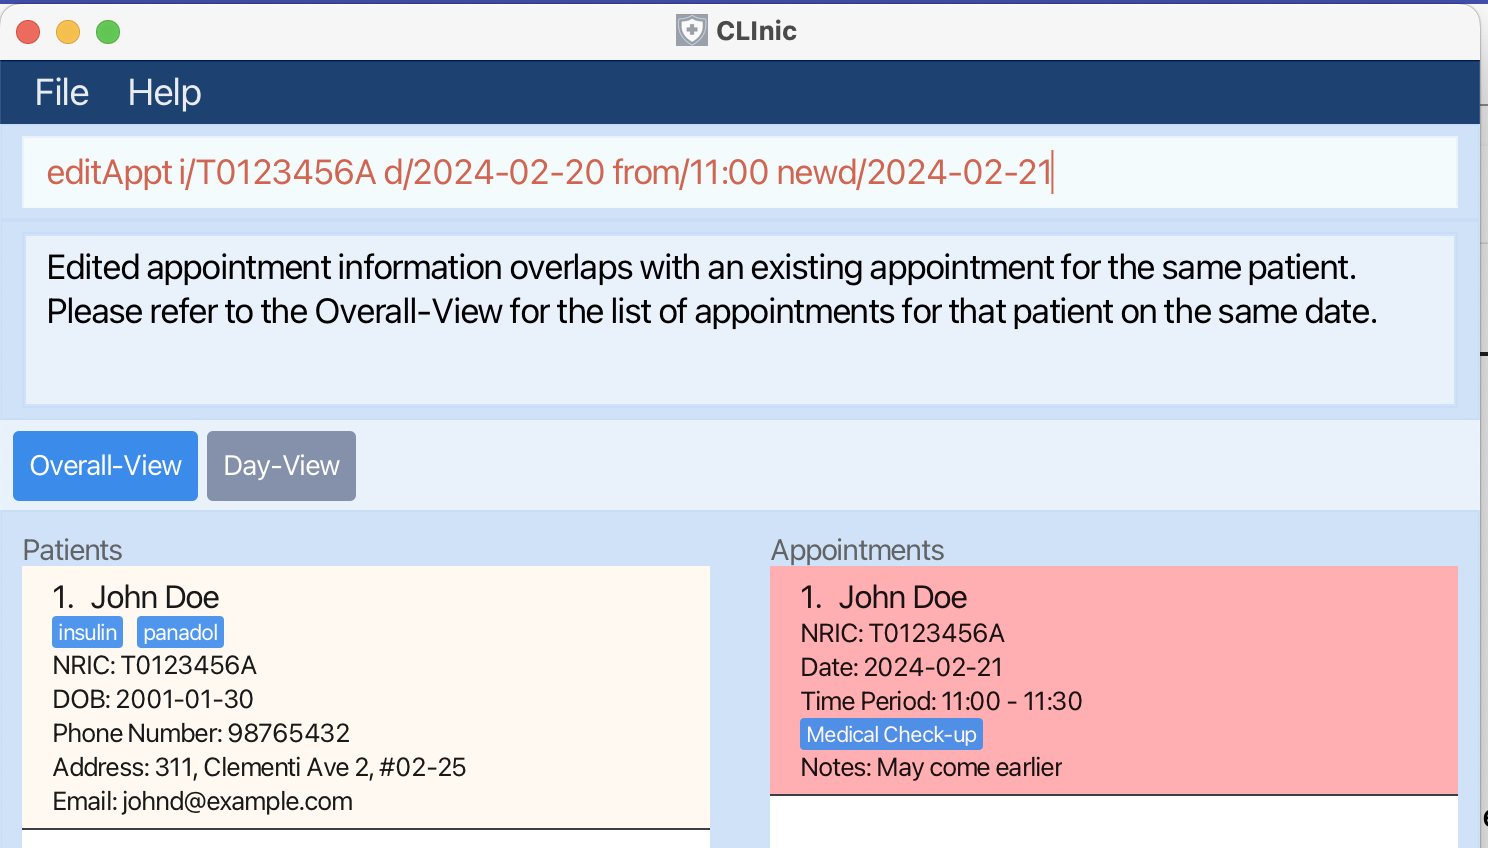 CLInic
File Help
editAppt i/T0123456A d/2024-02-20 from/11:00 newd/2024-02-21
Edited appointment information overlaps with an existing appointment for the same patient.
Please refer to the Overall-View for the list of appointments for that patient on the same date.
Overall-View Day-View
Patients
1. John Doe
insulin panadol
NRIC: T0123456A
DOB: 2001-01-30
Phone Number: 98765432
Address: 311, Clementi Ave 2, #02-25
Email: johnd@example.com
Appointments
1. John Doe
NRIC: T0123456A
Date: 2024-02-21
Time Period: 11:00 - 11:30
Medical Check-up
Notes: May come earlier